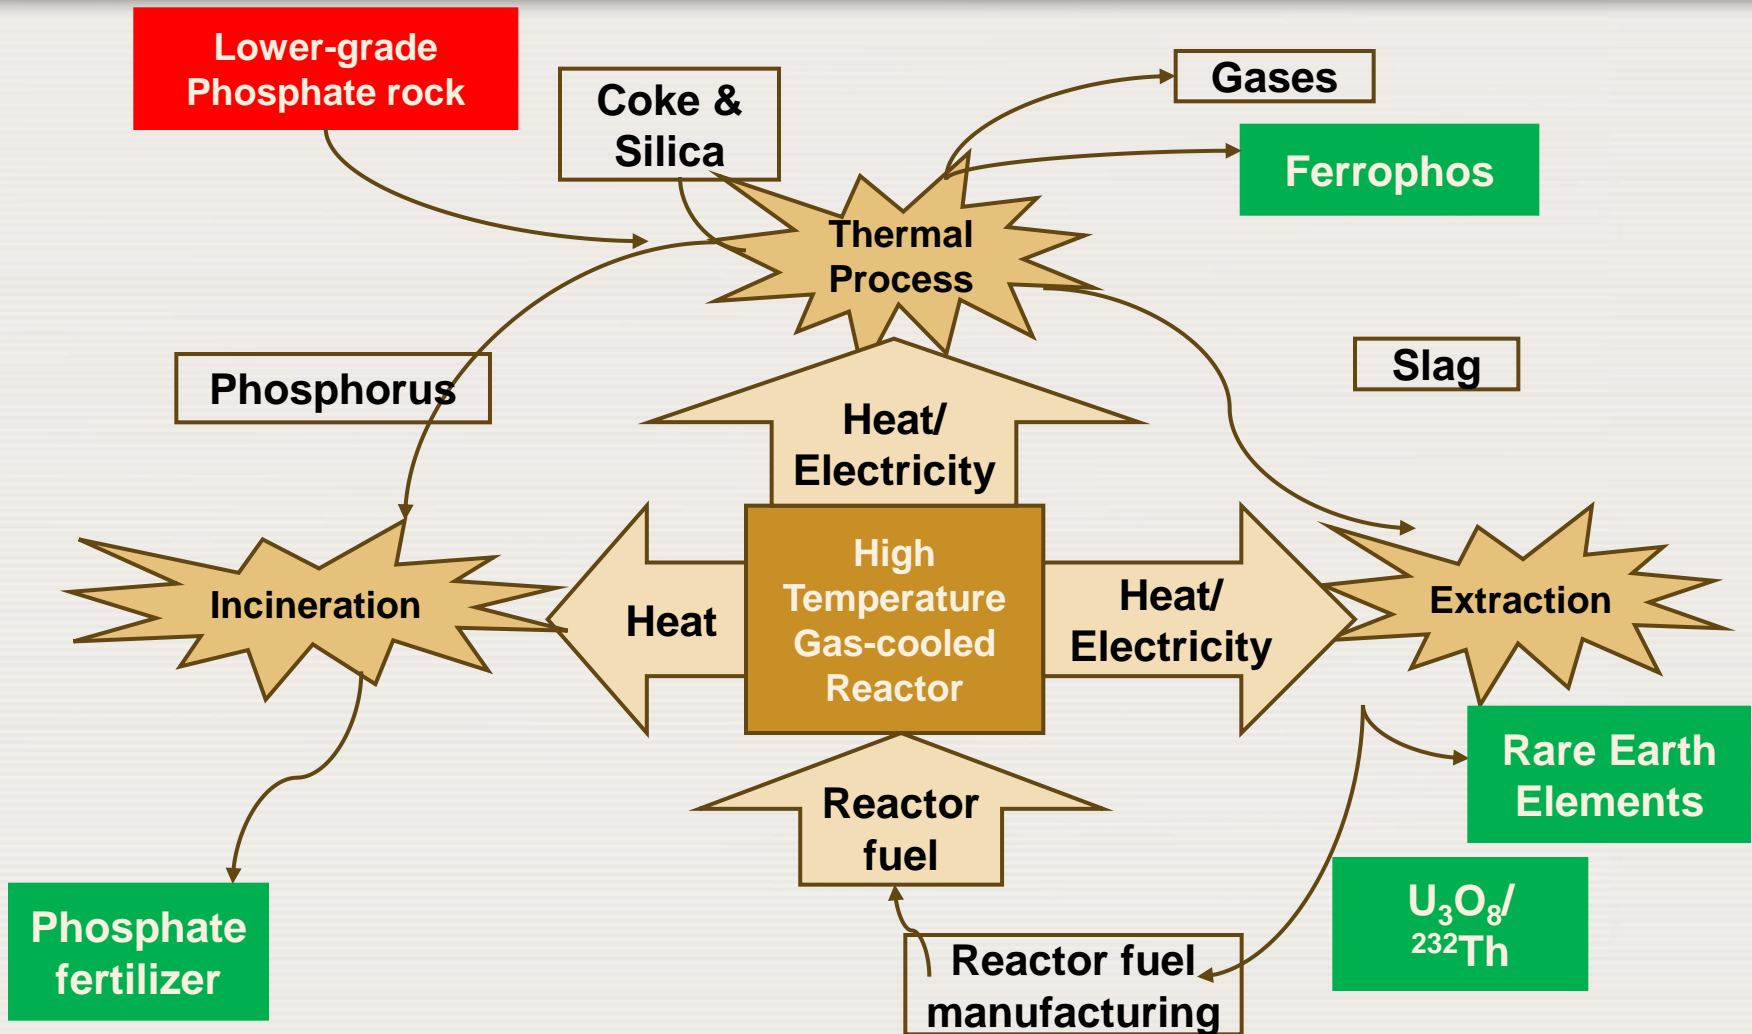 Lower-grade
Phosphate rock
Coke &
Silica
Gases
Ferrophos
Thermal
Process
Phosphorus
Slag
Heat/
Electricity
Incineration
Heat
High
Temperature
Gas-cooled
Reactor
Heat/
Electricity
Extraction
Rare Earth
Elements
Reactor
fuel
Phosphate
fertilizer
U₃O₈/
²³²Th
Reactor fuel
manufacturing